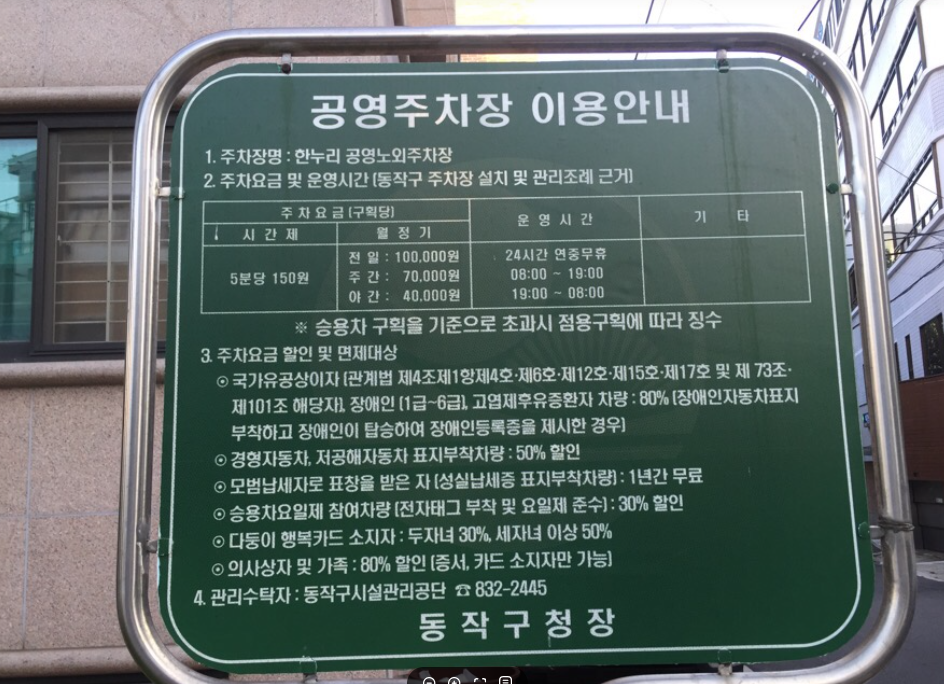 공영주차장 이용안내
1. 주차장명 : 한누리 공영노외주차장
2. 주차요금 및 운영시간 (동작구 주차장 설치 및 관리조례 근거)
주차요금(구획당) 운영시간 기 타
시간제 월정기
전일 : 100,000원 24시간 연중무휴
5분당 150원 주간 : 70,000원 08:00 ~ 19:00
야간 : 40,000원 19:00 ~ 08:00
※ 승용차 구획을 기준으로 초과시 점용구획에 따라 징수
3. 주차요금 할인 및 면제대상
⊙ 국가유공상이자 (관계법 제4조제1항제4호·제6호·제12호·제15호·제17호 및 제 73조·
제101조 해당자), 장애인 (1급~6급), 고엽제후유증환자 차량 : 80% (장애인자동차표지
부착하고 장애인이 탑승하여 장애인등록증을 제시한 경우)
⊙ 경형자동차, 저공해자동차 표지부착차량 : 50% 할인
⊙ 모범납세자로 표창을 받은 자 (성실납세증 표지부착차량) : 1년간 무료
⊙ 승용차요일제 참여차량 (전자태그 부착 및 요일제 준수) : 30% 할인
⊙ 다둥이 행복카드 소지자 : 두자녀 30%, 세자녀 이상 50%
⊙ 의사상자 및 가족 : 80% 할인 (증서, 카드 소지자만 가능)
4. 관리수탁자 : 동작구시설관리공단 ☎ 832-2445
동작구청장